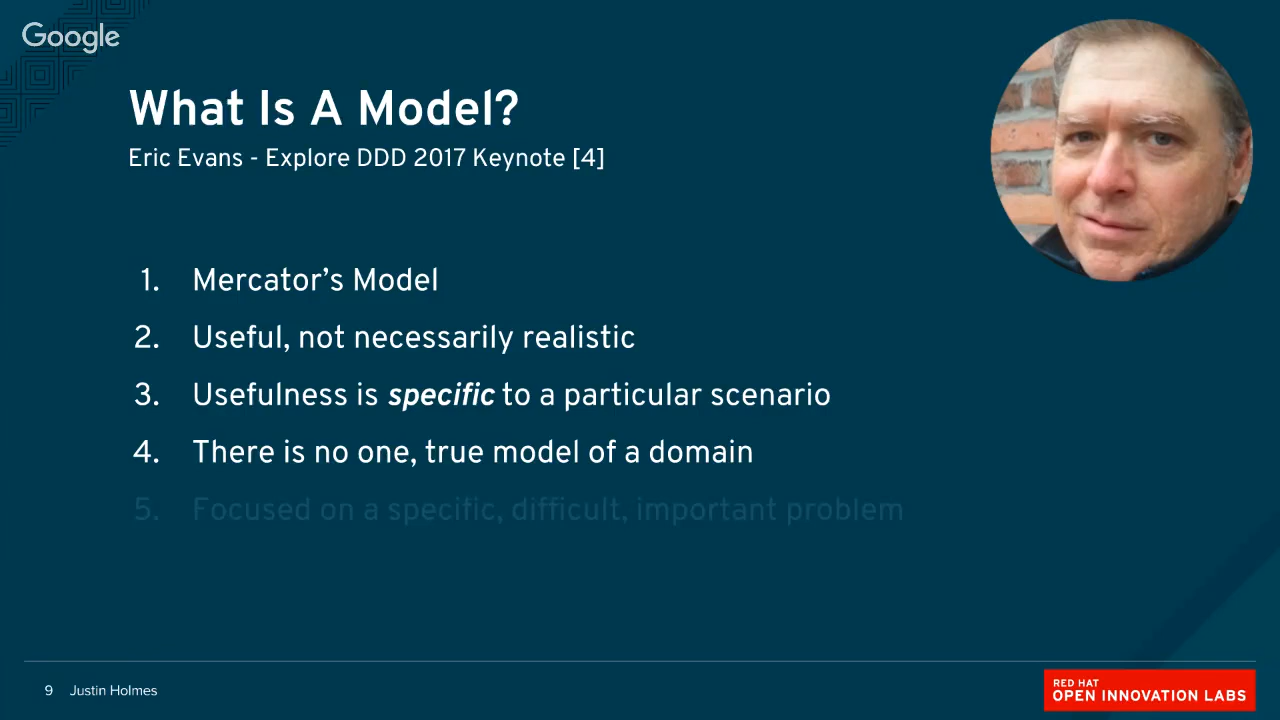 Google
What Is A Model?
Eric Evans - Explore DDD 2017 Keynote [4]
1. Mercator's Model
2. Useful, not necessarily realistic
3. Usefulness is specific to a particular scenario
4. There is no one, true model of a domain
5. Focused on a specific, difficult, important problem
9 Justin Holmes
RED HAT
OPEN INNOVATION LABS